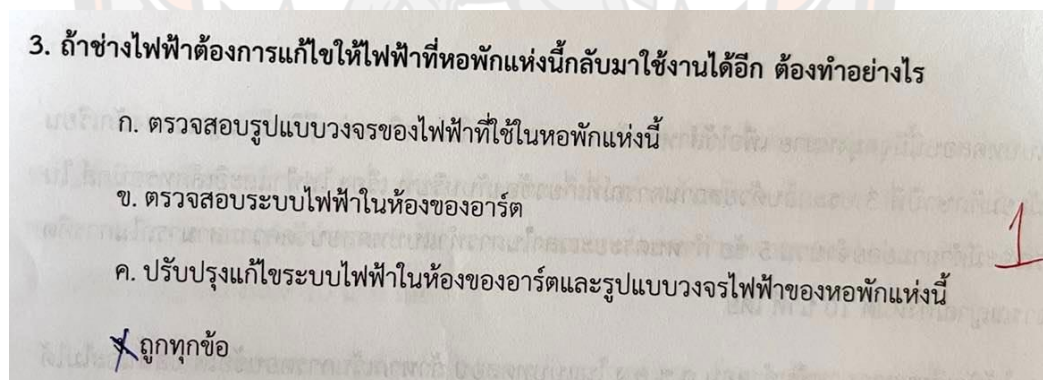 3. ถ้าช่างไฟฟ้าต้องการแก้ไขให้ไฟฟ้าที่หอพักแห่งนี้กลับมาใช้งานได้อีก ต้องทำอย่างไร
ก. ตรวจสอบรูปแบบวงจรของไฟฟ้าที่ใช้ในหอพักแห่งนี้
ข. ตรวจสอบระบบไฟฟ้าในห้องของอาร์ต
1
ค. ปรับปรุงแก้ไขระบบไฟฟ้าในห้องของอาร์ตและรูปแบบวงจรไฟฟ้าของหอพักแห่งนี้
ถูกทุกข้อ